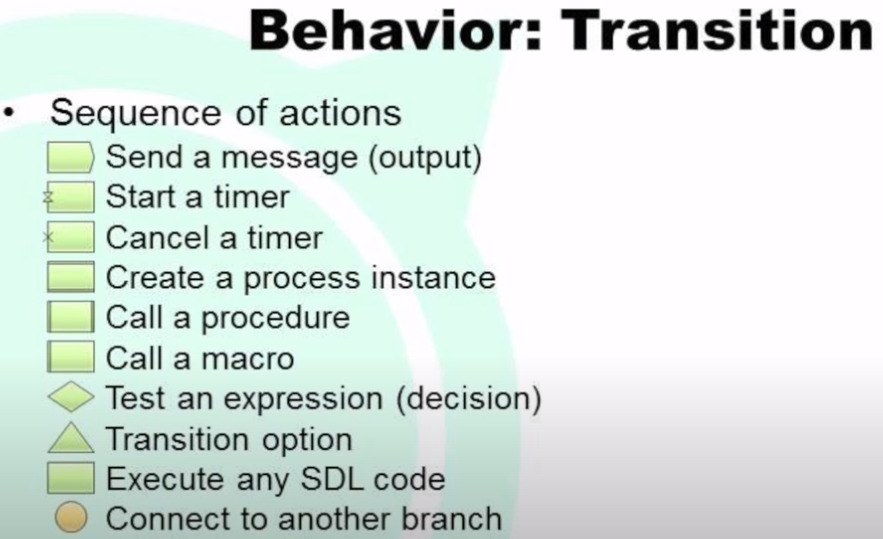 Behavior: Transition
• Sequence of actions
Send a message (output)
Start a timer
Cancel a timer
Create a process instance
Call a procedure
Call a macro
Test an expression (decision)
Transition option
Execute any SDL code
Connect to another branch